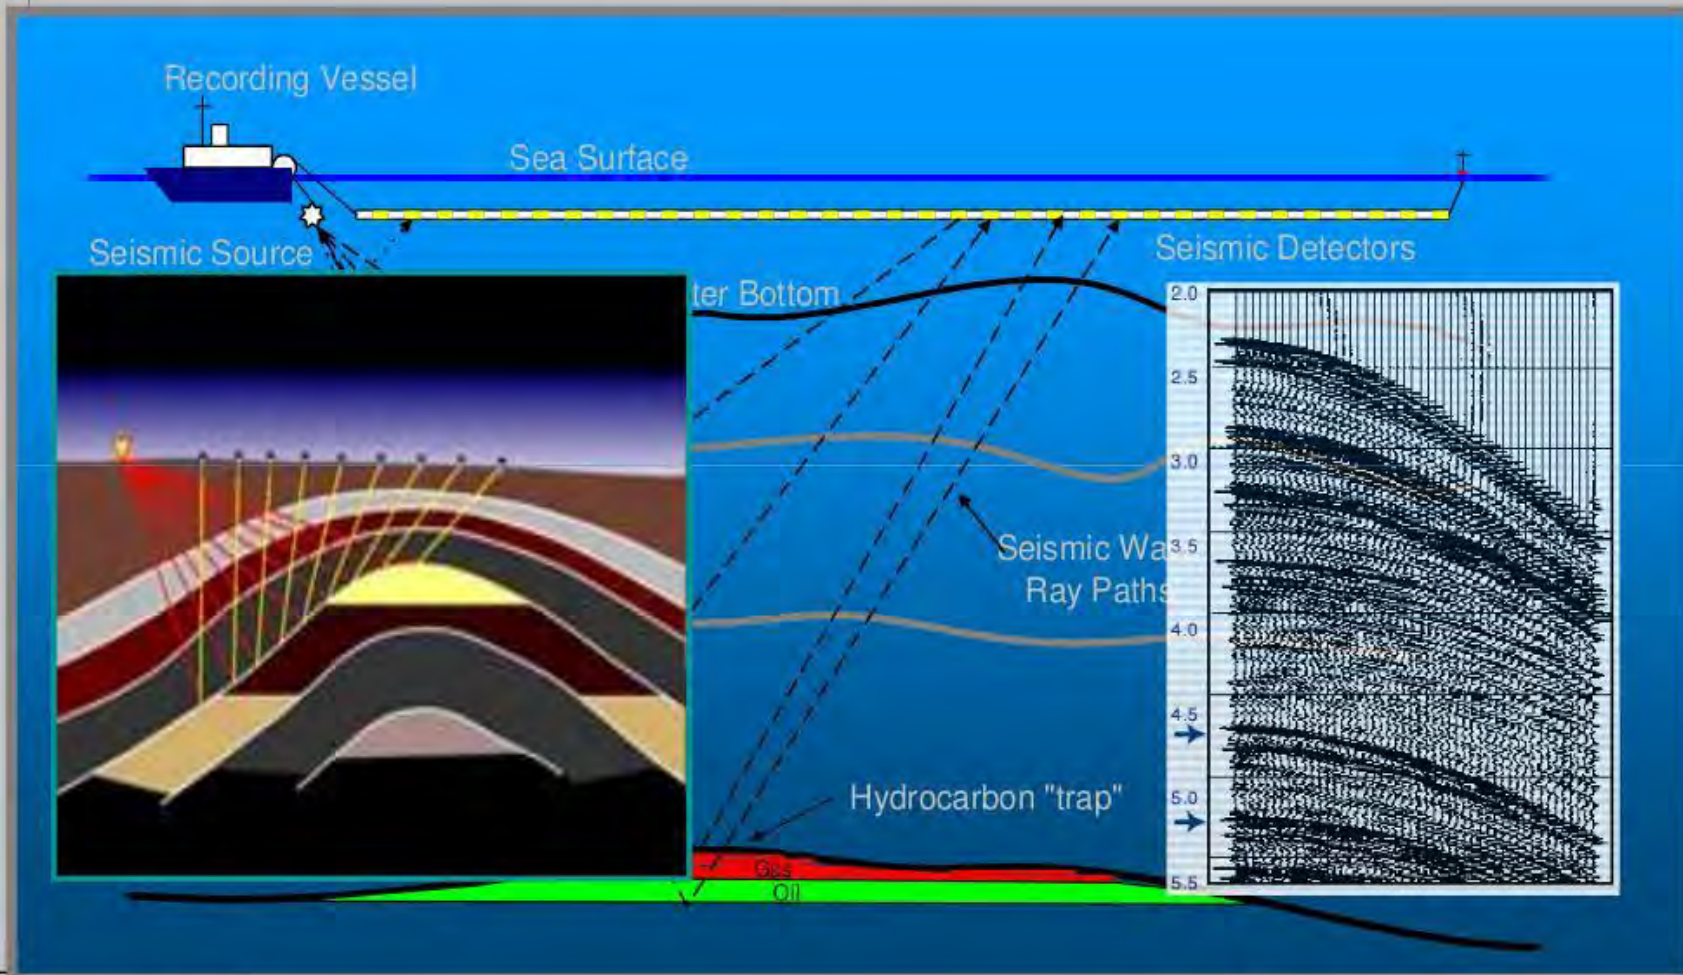 Recording Vessel
Sea Surface
Seismic Source
Seismic Detectors
ter Bottom
2.0
2.5
3.0
Seismic Wa
3.5
Ray Paths
4.0
4.5
Hydrocarbon "trap"
5.0
Gas
Oil
5.5